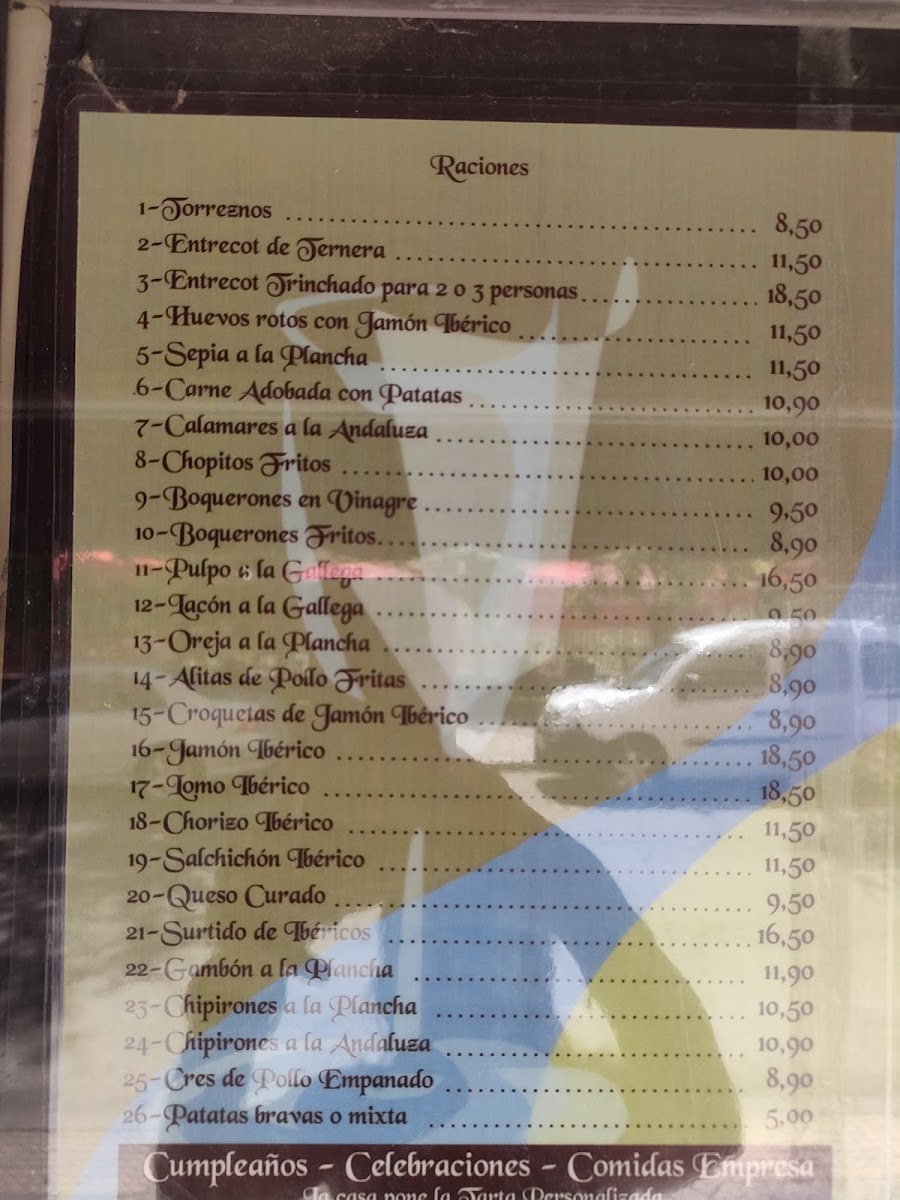 Raciones
1-Torreznos ........ 8,50
2-Entrecot de Ternera ........ 11,50
3-Entrecot Trinchado para 2 o 3 personas ........ 18,50
4-Huevos rotos con Jamón Ibérico ........ 11,50
5-Sepia a la Plancha ........ 11,50
6-Carne Adobada con Patatas ........ 10,90
7-Calamares a la Andaluza ........ 10,00
8-Chopitos Fritos ........ 10,00
9-Boquerones en Vinagre ........ 9,50
10-Boquerones Fritos ........ 8,90
11-Pulpo a la Gallega ........ 16,50
12-Lacón a la Gallega ........ 9,50
13-Oreja a la Plancha ........ 8,90
14-Alitas de Pollo Fritas ........ 8,90
15-Croquetas de Jamón Ibérico ........ 8,90
16-Jamón Ibérico ........ 18,50
17-Lomo Ibérico ........ 18,50
18-Chorizo Ibérico ........ 11,50
19-Salchichón Ibérico ........ 11,50
20-Queso Curado ........ 9,50
21-Surtido de Ibéricos ........ 16,50
22-Gambón a la Plancha ........ 11,90
23-Chipirones a la Plancha ........ 10,50
24-Chipirones a la Andaluza ........ 10,90
25-Cres de Pollo Empanado ........ 8,90
26-Patatas bravas o mixta ........ 5,00
Cumpleaños - Celebraciones - Comidas Empresa
La casa pone la Tarta Personalizada